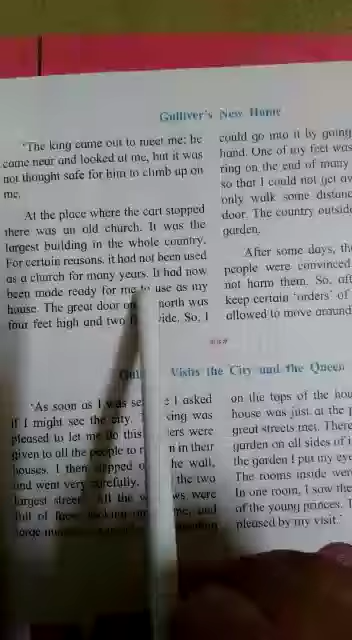 Gulliver's New Home
'The king came out to meet me; he
came near and looked at me, but it was
not thought safe for him to climb up on
me.
At the place where the cart stopped
there was an old church. It was the
largest building in the whole country.
For certain reasons, it had not been used
as a church for many years. It had now
been made ready for me to use as my
house. The great door on north was
four feet high and two wide. So, I
could go into it by going
hand. One of my feet was
ring on the end of many
so that I could not get
only walk some distance
door. The country outside
garden.
After some days, the
people were convinced
not harm them. So,
keep certain 'orders' of
allowed to move around
***
Visits the City and the Queen
'As soon as I was I asked
if I might see the city. king was
pleased to let me do this were
given to all the people to in their
houses. I then stepped the wall,
and went very carefully. the two
largest street All the were
full of me, and
large
on the tops of the
house was just at the
great streets met. There
garden on all sides of
the garden I put my
The rooms inside were
In one room, I saw the
of the young princes.
pleased by my visit.'